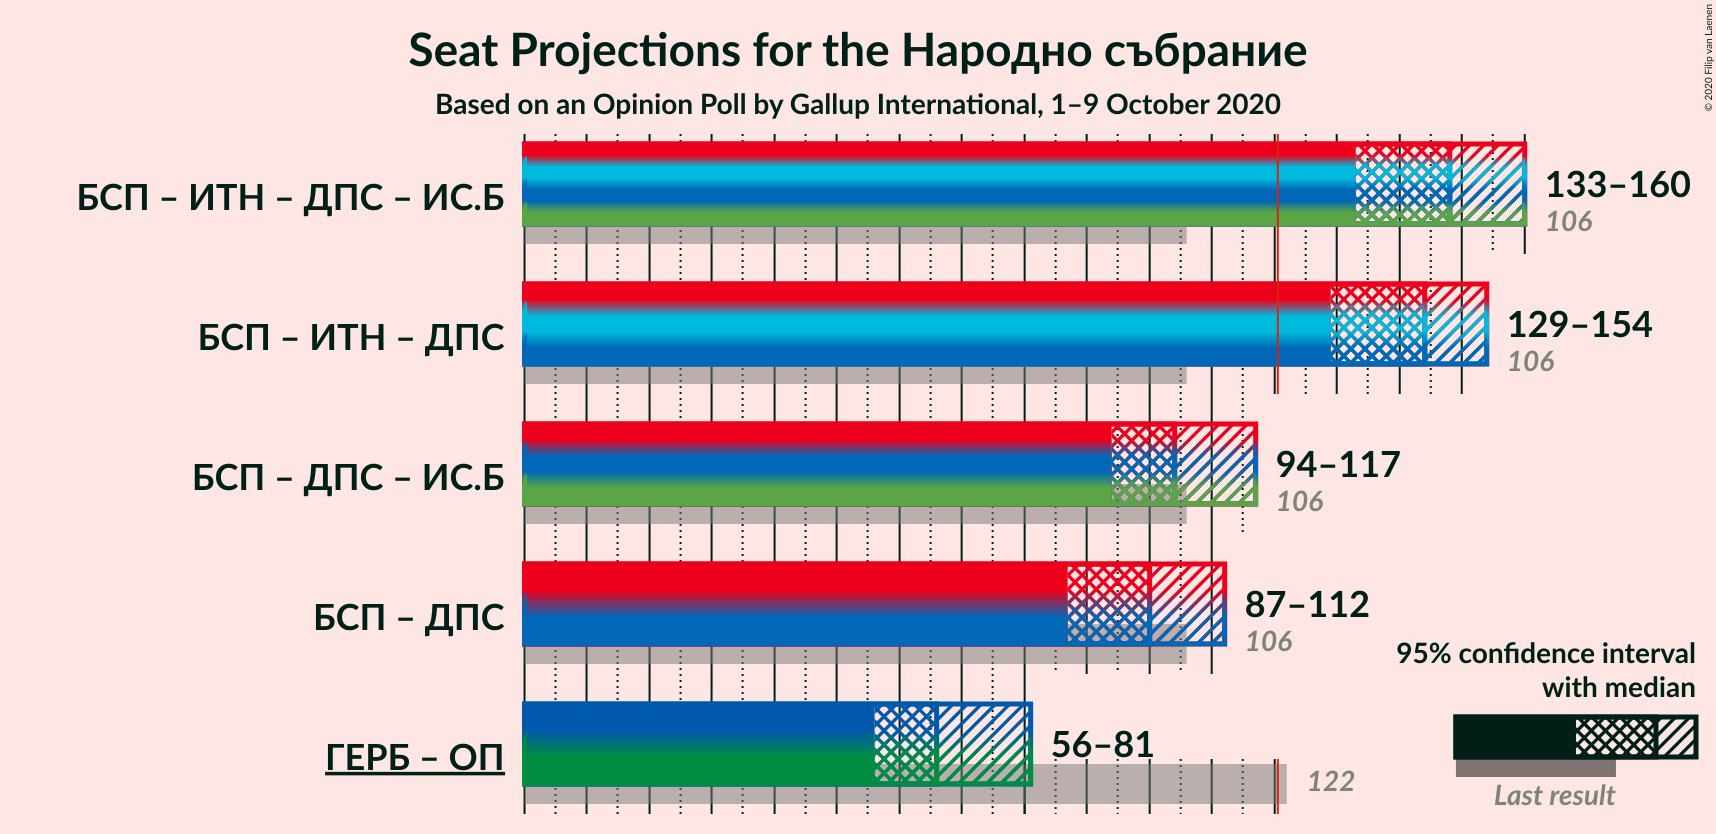 Seat Projections for the Народно събрание
Based on an Opinion Poll by Gallup International, 1–9 October 2020
© 2020 Filip van Laenen
БСП – ИТН – ДПС – ИС.Б
133–160
106
БСП – ИТН – ДПС
129–154
106
БСП – ДПС – ИС.Б
94–117
106
БСП – ДПС
87–112
106
ГЕРБ – ОП
56–81
122
95% confidence interval
with median
Last result